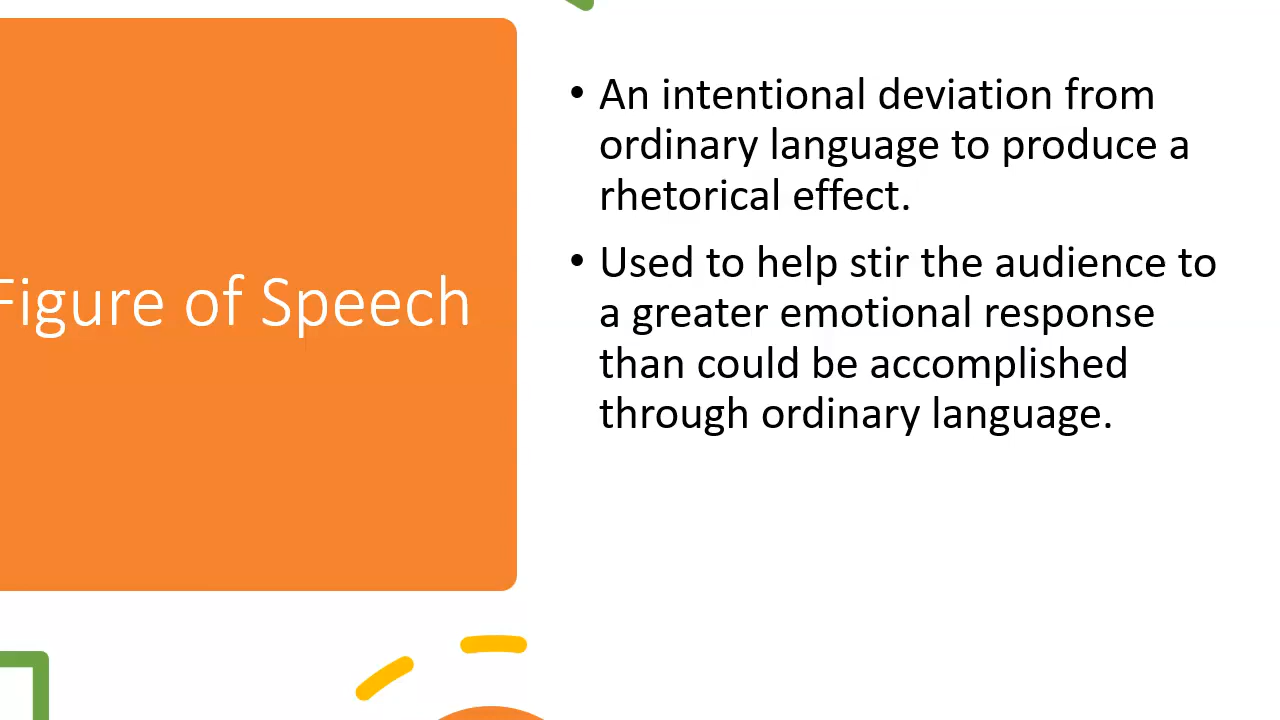 Figure of Speech
• An intentional deviation from
ordinary language to produce a
rhetorical effect.
• Used to help stir the audience to
a greater emotional response
than could be accomplished
through ordinary language.